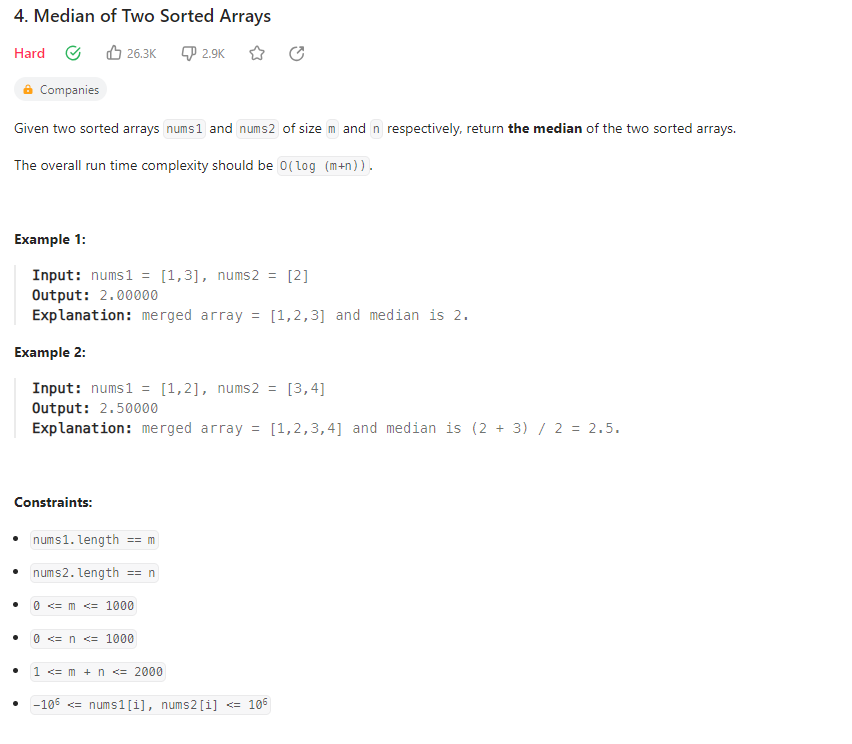 4. Median of Two Sorted Arrays
Hard 26.3K 2.9K
Companies
Given two sorted arrays nums1 and nums2 of size m and n respectively, return the median of the two sorted arrays.
The overall run time complexity should be O(log (m+n)).
Example 1:
Input: nums1 = [1,3], nums2 = [2]
Output: 2.00000
Explanation: merged array = [1,2,3] and median is 2.
Example 2:
Input: nums1 = [1,2], nums2 = [3,4]
Output: 2.50000
Explanation: merged array = [1,2,3,4] and median is (2 + 3) / 2 = 2.5.
Constraints:
• nums1.length == m
• nums2.length == n
• 0 <= m <= 1000
• 0 <= n <= 1000
• 1 <= m + n <= 2000
• -10⁶ <= nums1[i], nums2[i] <= 10⁶